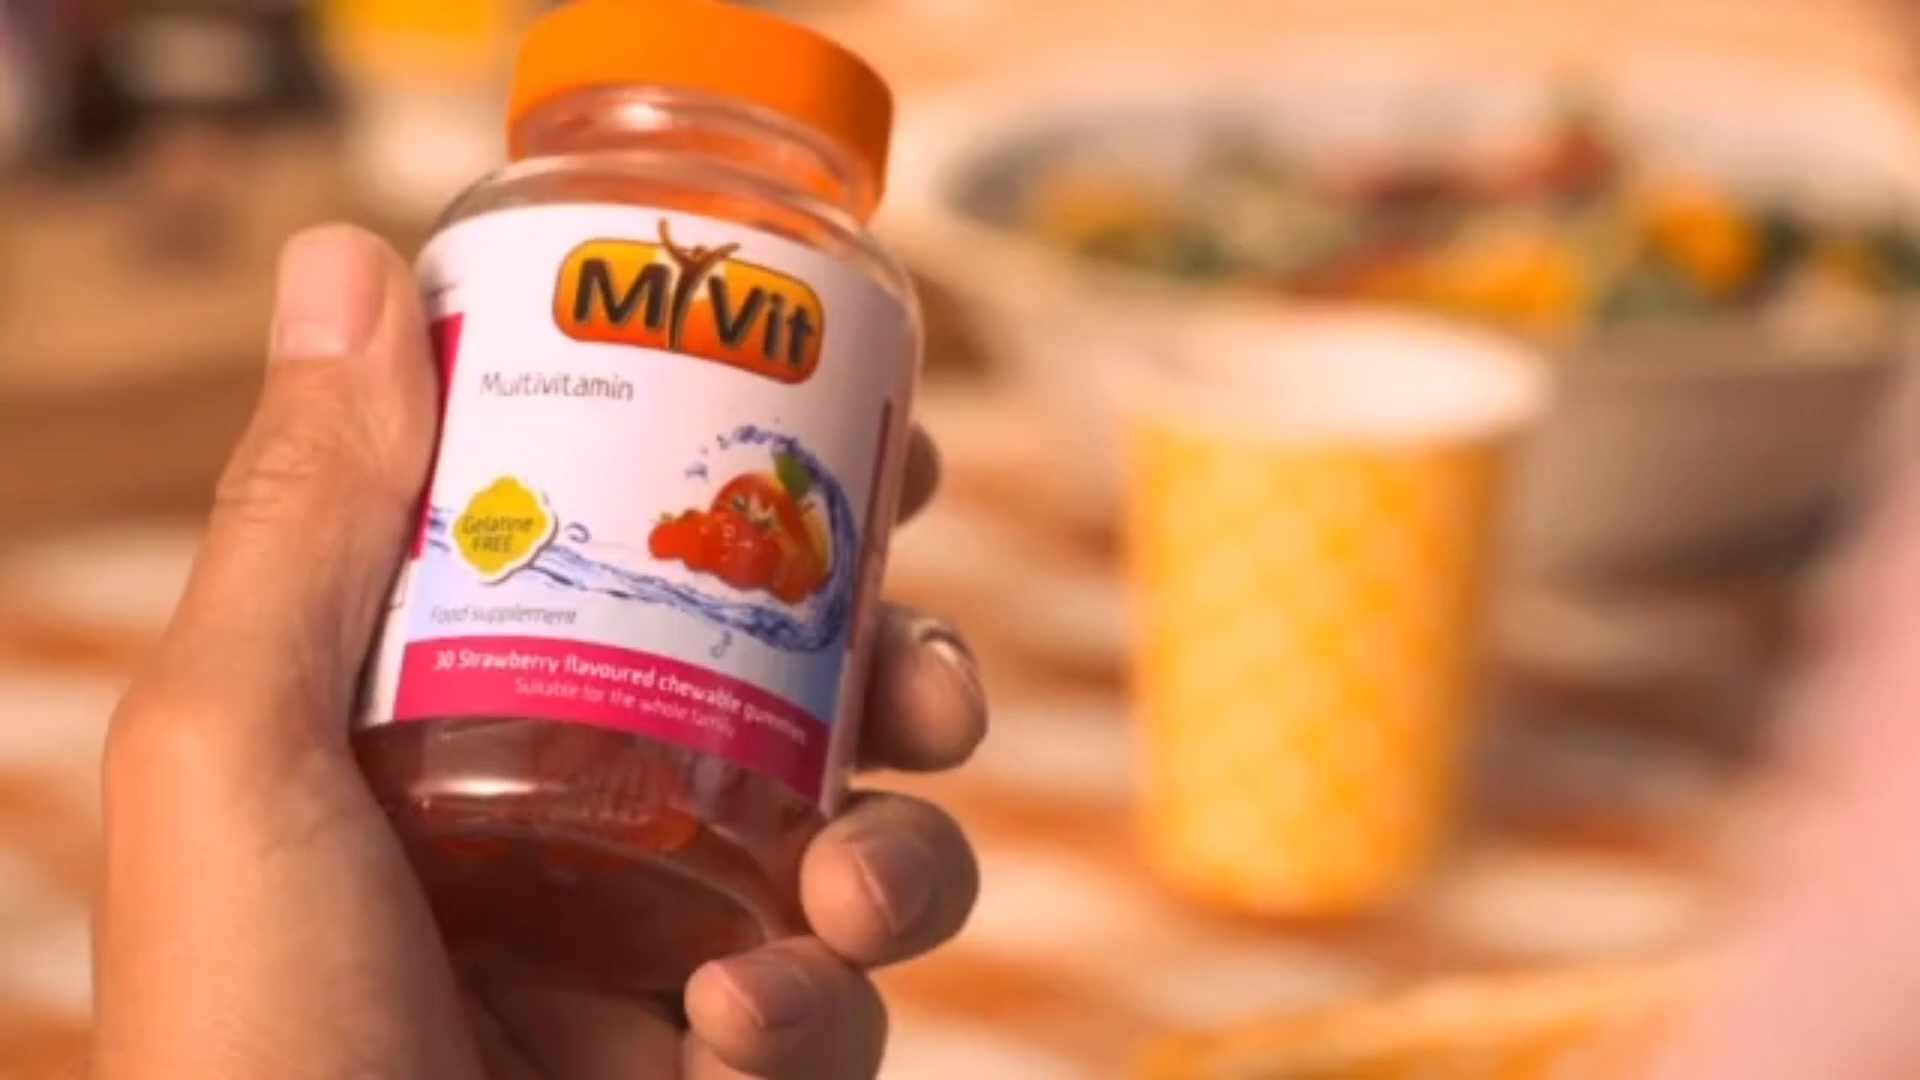 MyVit
Multivitamin
Gelatine
FREE
Food supplement
30 Strawberry flavoured chewable gummies
Suitable for the whole family